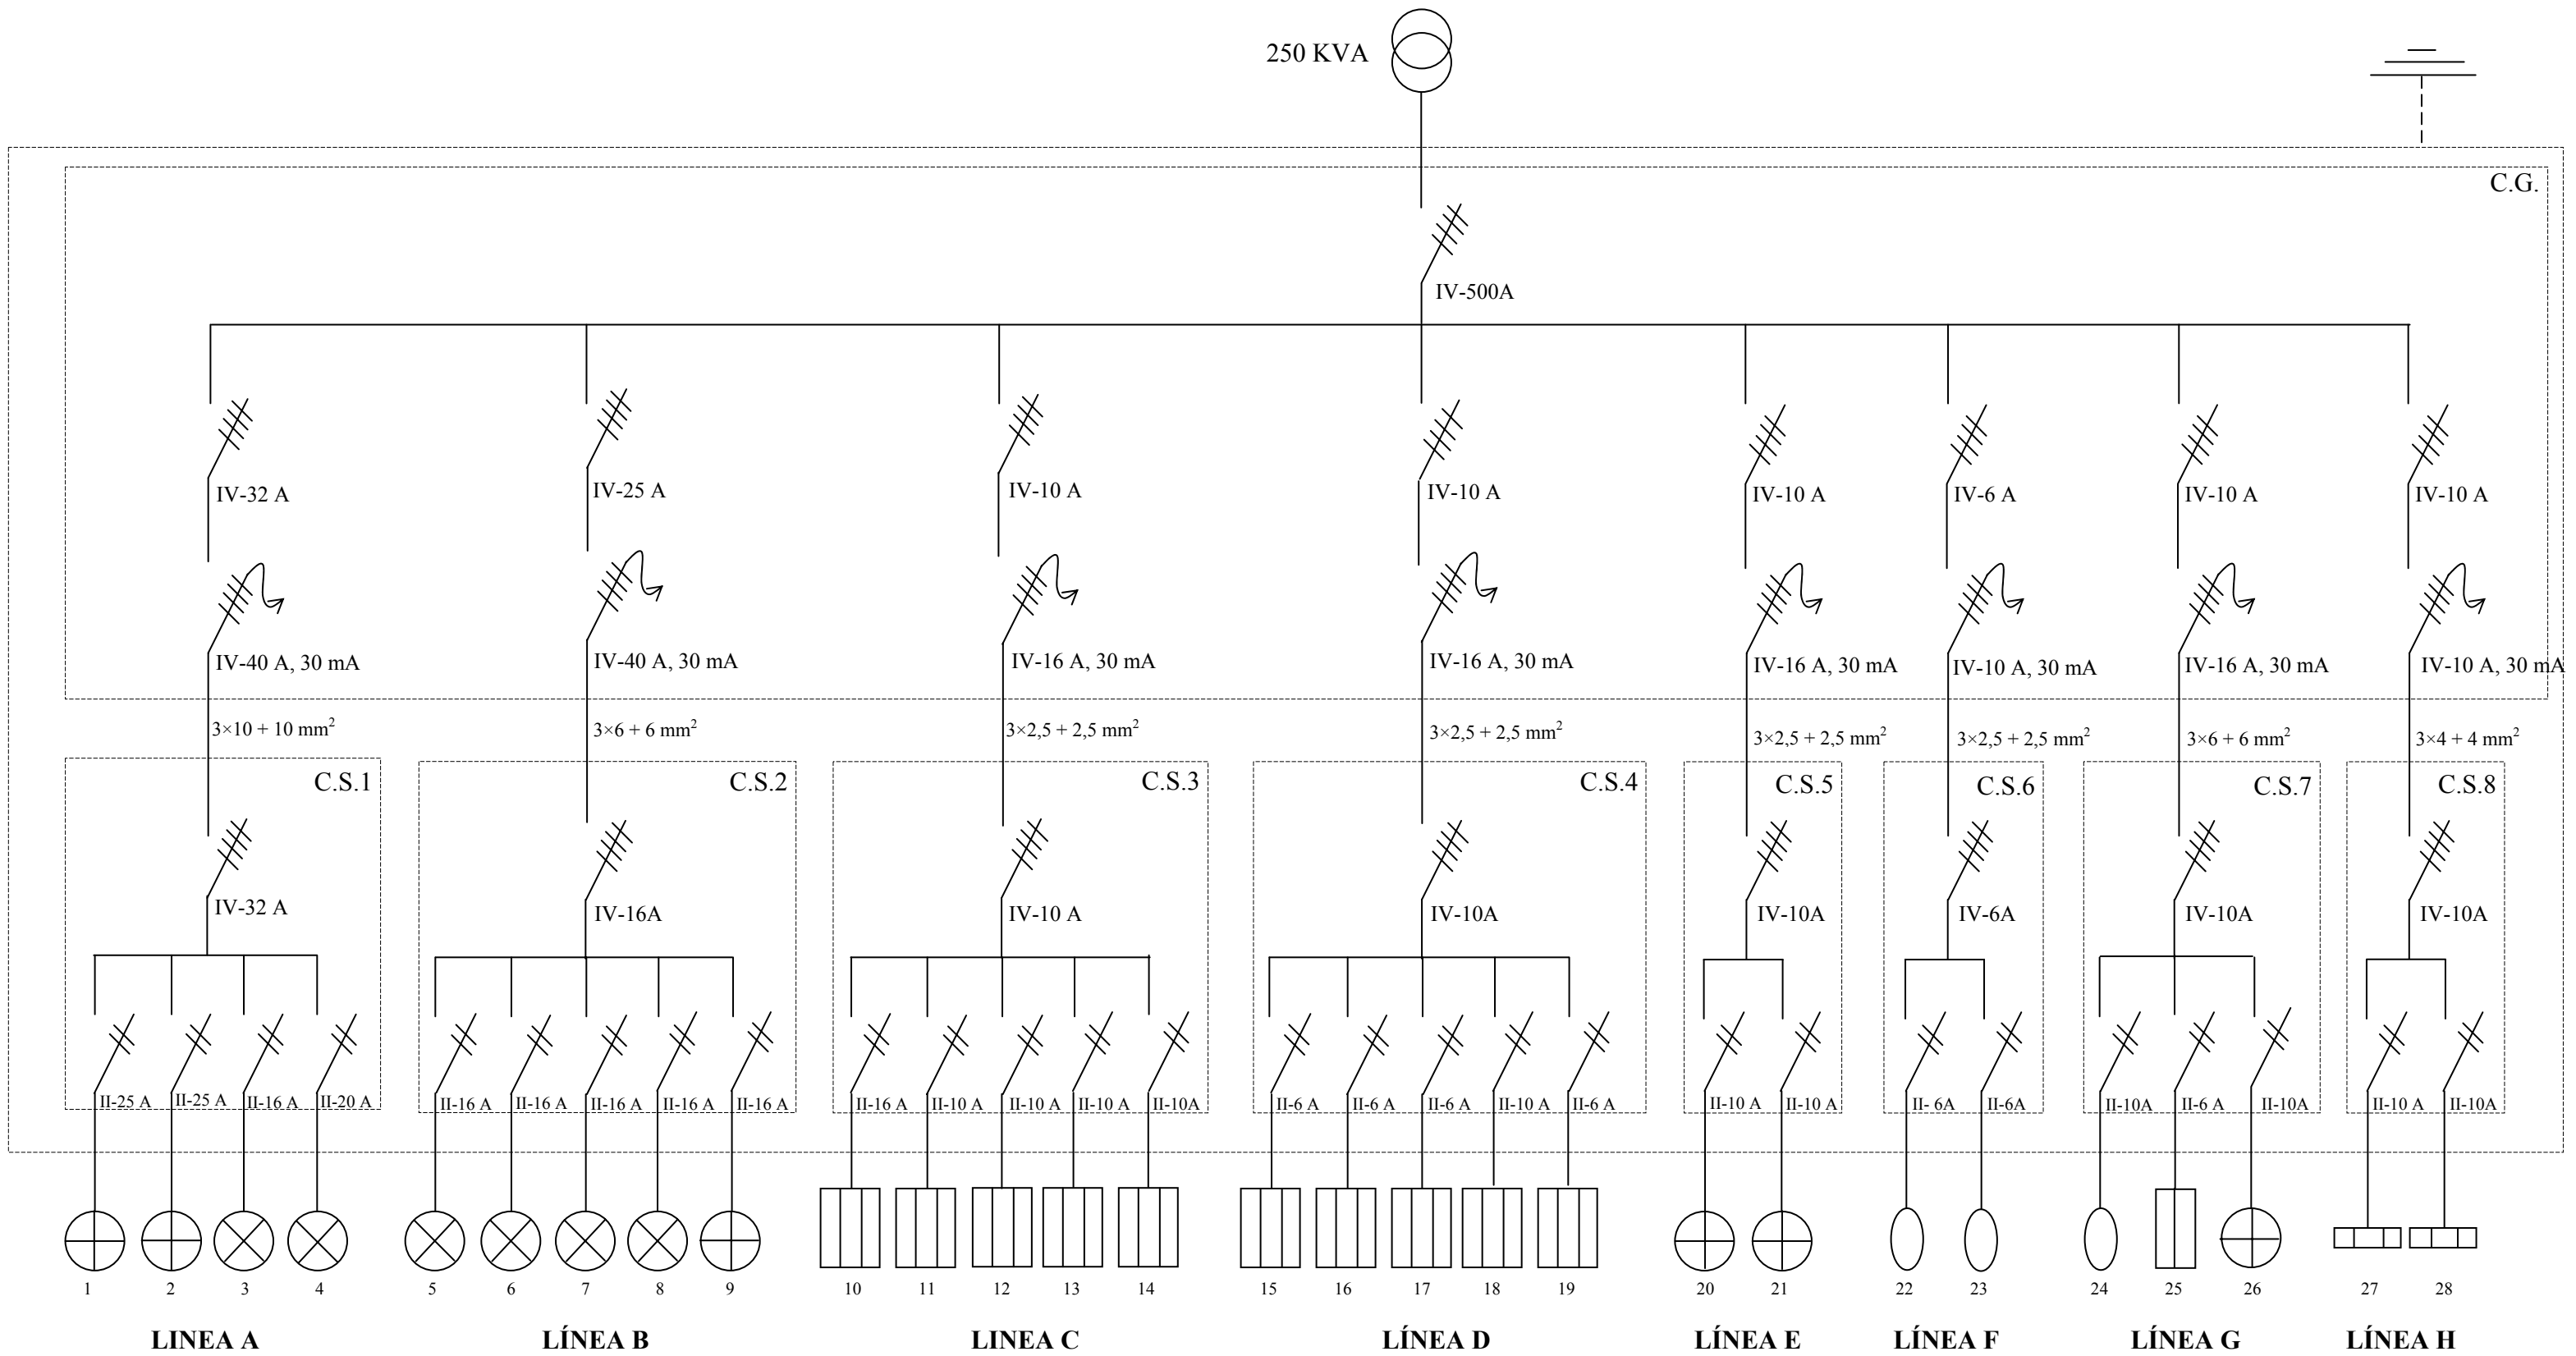 250 KVA
C.G.
IV-500A
IV-32 A
IV-25 A
IV-10 A
IV-10 A
IV-10 A
IV-6 A
IV-10 A
IV-10 A
IV-40 A, 30 mA
IV-40 A, 30 mA
IV-16 A, 30 mA
IV-16 A, 30 mA
IV-16 A, 30 mA
IV-10 A, 30 mA
IV-16 A, 30 mA
IV-10 A, 30 mA
3×10 + 10 mm²
3×6 + 6 mm²
3×2,5 + 2,5 mm²
3×2,5 + 2,5 mm²
3×2,5 + 2,5 mm²
3×2,5 + 2,5 mm²
3×6 + 6 mm²
3×4 + 4 mm²
C.S.1
C.S.2
C.S.3
C.S.4
C.S.5
C.S.6
C.S.7
C.S.8
IV-32 A
IV-16A
IV-10 A
IV-10A
IV-10A
IV-6A
IV-10A
IV-10A
II-25 A
II-25 A
II-16 A
II-20 A
II-16 A
II-16 A
II-16 A
II-16 A
II-16 A
II-16 A
II-10 A
II-10 A
II-10 A
II-10A
II-6 A
II-6 A
II-6 A
II-10 A
II-6 A
II-10 A
II-10 A
II- 6A
II-6A
II-10A
II-6 A
II-10A
II-10 A
II-10A
1
2
3
4
5
6
7
8
9
10
11
12
13
14
15
16
17
18
19
20
21
22
23
24
25
26
27
28
LINEA A
LÍNEA B
LINEA C
LÍNEA D
LÍNEA E
LÍNEA F
LÍNEA G
LÍNEA H